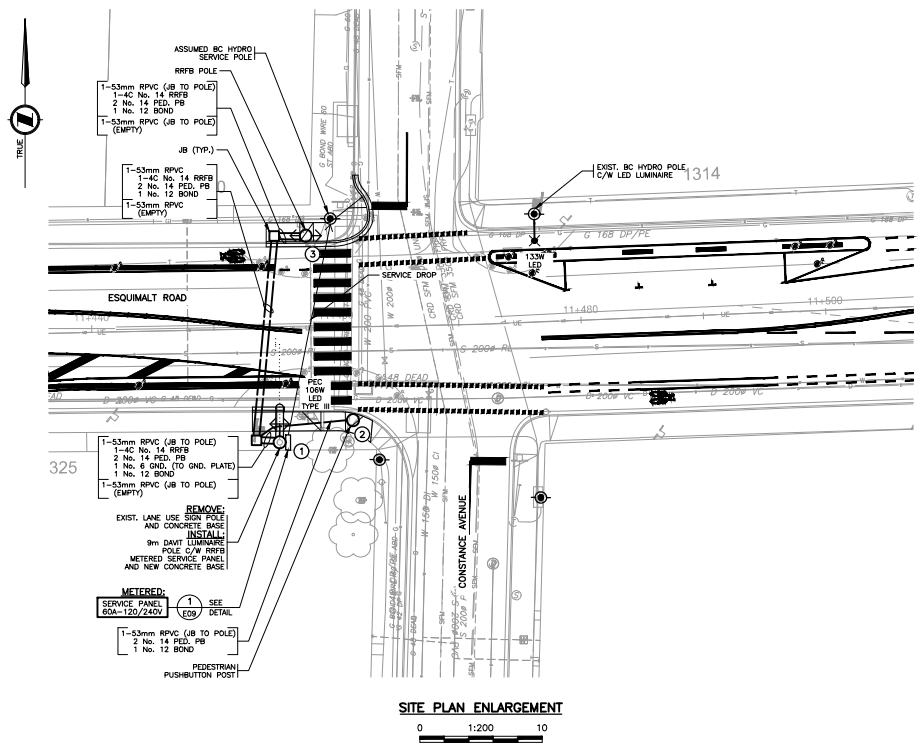 ASSUMED BC HYDRO
SERVICE POLE
RRFB POLE
1-53mm RPVC (JB TO POLE)
1-4C No. 14 RRFB
2 No. 14 PED. PB
1 No. 12 BOND
1-53mm RPVC (JB TO POLE)
(EMPTY)
JB (TYP.)
1-53mm RPVC
1-4C No. 14 RRFB
2 No. 14 PED. PB
1 No. 12 BOND
1-53mm RPVC
(EMPTY)
TRUE
EXIST. BC HYDRO POLE
C/W LED LUMINAIRE
1314
G 168 DP/PE
133W
LED
3
SERVICE DROP
ESQUIMALT ROAD
11+440
11+480
11+500
PEC
106W
LED
TYPE III
1
2
325
1-53mm RPVC (JB TO POLE)
1-4C No. 14 RRFB
2 No. 14 PED. PB
1 No. 6 GND. (TO GND. PLATE)
1 No. 12 BOND
1-53mm RPVC (JB TO POLE)
(EMPTY)
REMOVE:
EXIST. LANE USE SIGN POLE
AND CONCRETE BASE
INSTALL:
9m DAVIT LUMINAIRE
POLE C/W RRFB
METERED SERVICE PANEL
AND NEW CONCRETE BASE
METERED:
SERVICE PANEL
60A-120/240V
1
E09
SEE
DETAIL
1-53mm RPVC (JB TO POLE)
2 No. 14 PED. PB
1 No. 12 BOND
PEDESTRIAN
PUSHBUTTON POST
CONSTANCE AVENUE
SITE PLAN ENLARGEMENT
0 1:200 10